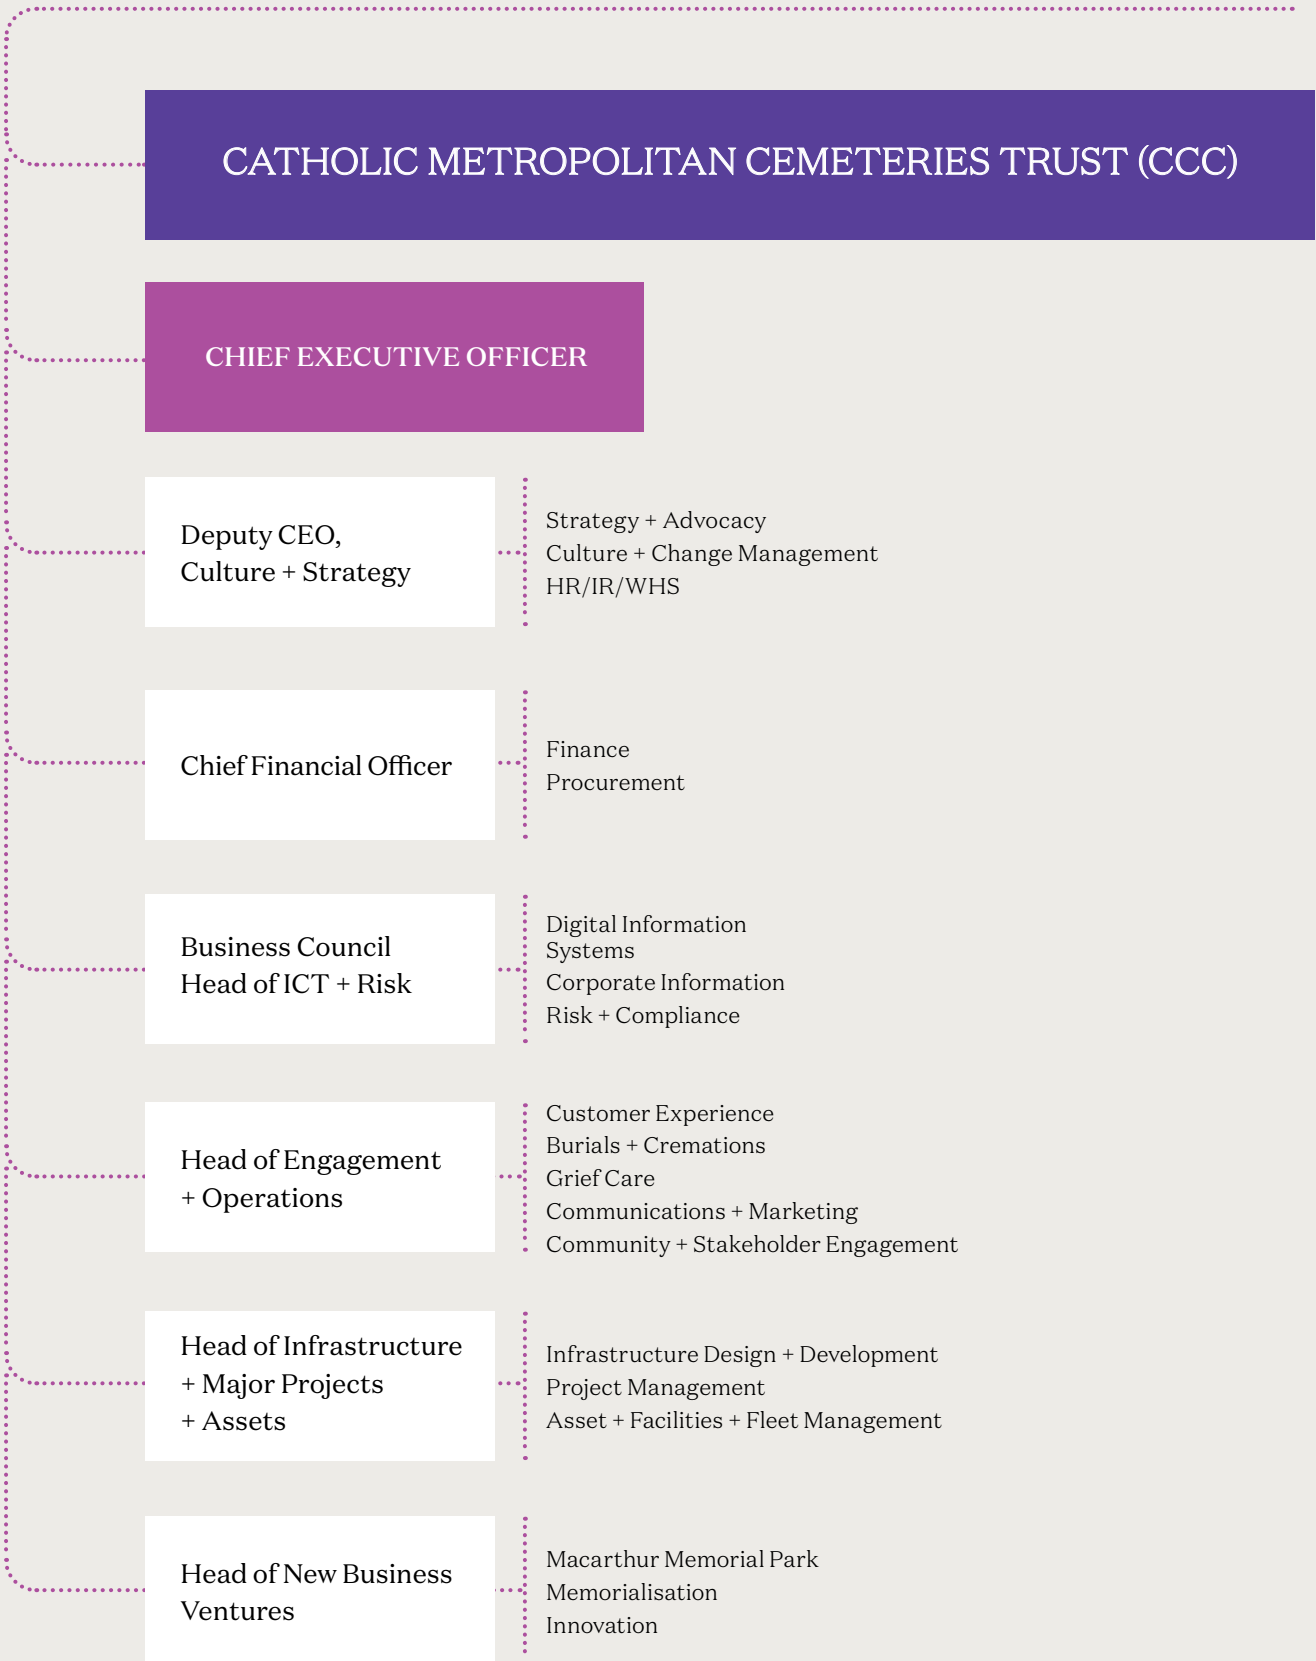 CATHOLIC METROPOLITAN CEMETERIES TRUST (CCC)
CHIEF EXECUTIVE OFFICER
Deputy CEO,
Culture + Strategy
Strategy + Advocacy
Culture + Change Management
HR/IR/WHS
Chief Financial Officer
Finance
Procurement
Business Council
Head of ICT + Risk
Digital Information
Systems
Corporate Information
Risk + Compliance
Head of Engagement
+ Operations
Customer Experience
Burials + Cremations
Grief Care
Communications + Marketing
Community + Stakeholder Engagement
Head of Infrastructure
+ Major Projects
+ Assets
Infrastructure Design + Development
Project Management
Asset + Facilities + Fleet Management
Head of New Business
Ventures
Macarthur Memorial Park
Memorialisation
Innovation